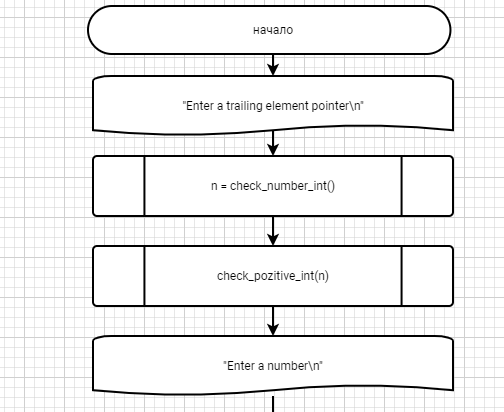 начало
"Enter a trailing element pointer\n"
n = check_number_int()
check_pozitive_int(n)
"Enter a number\n"